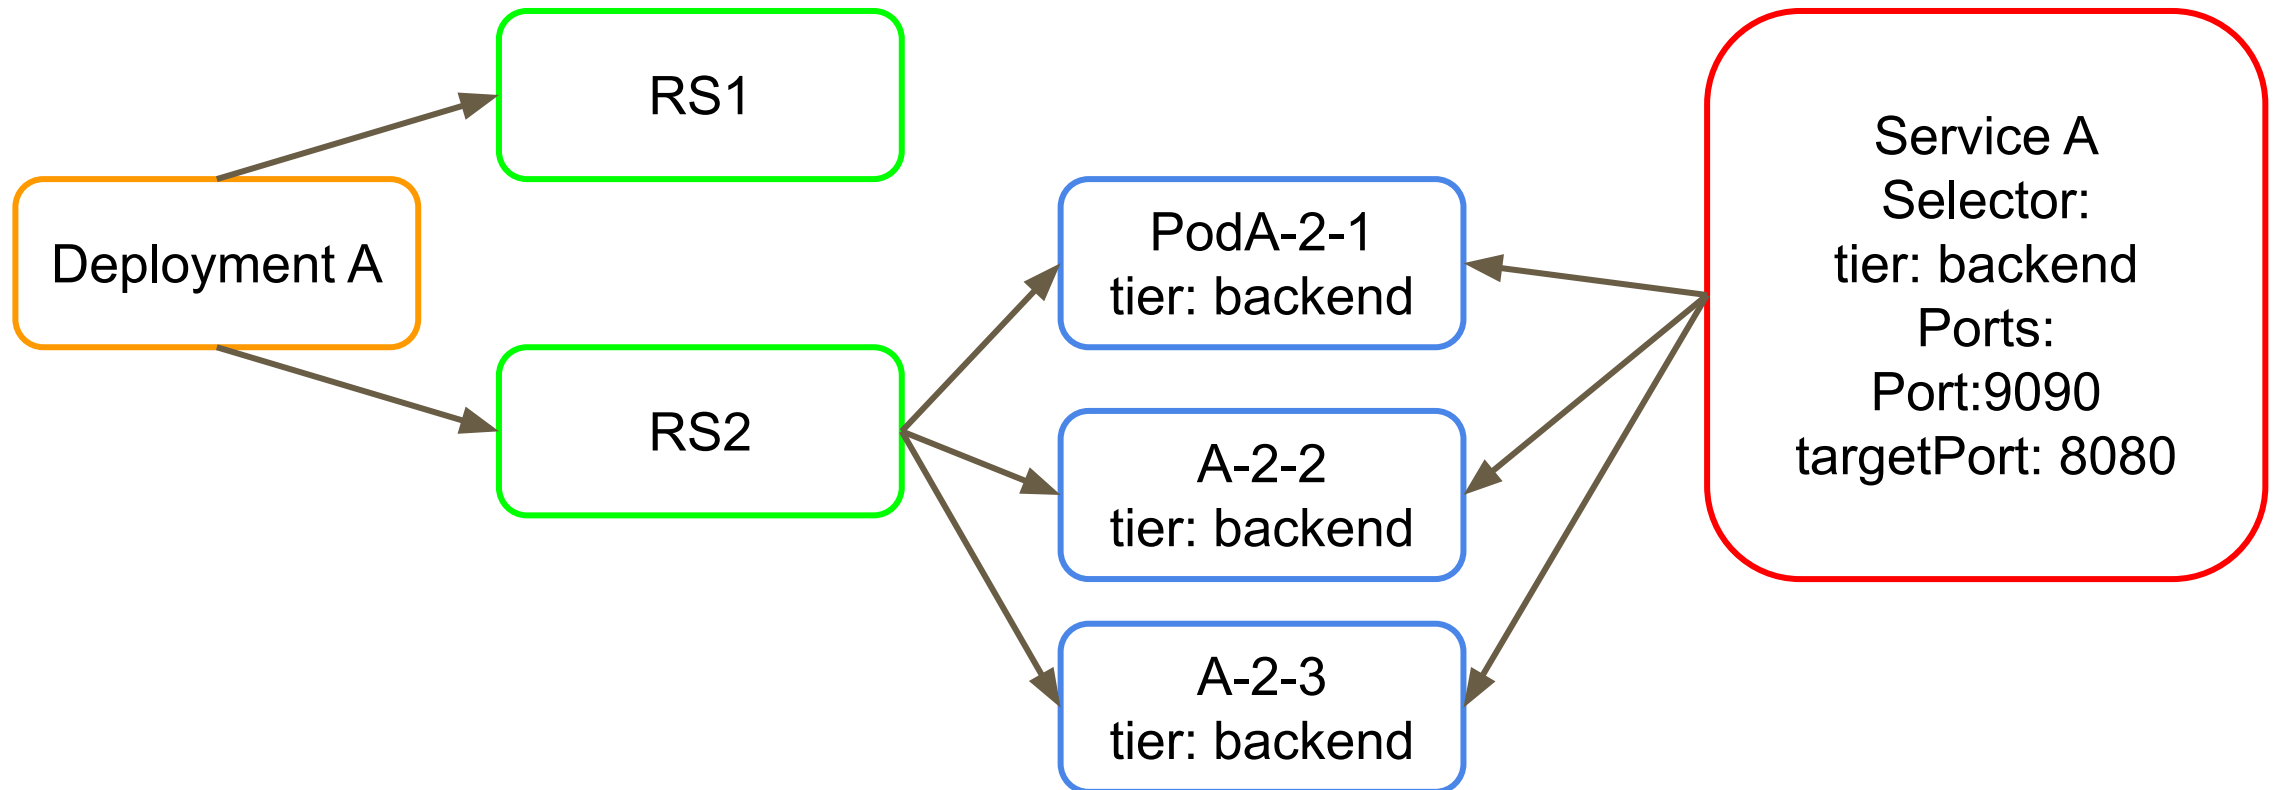 RS1
Deployment A
RS2
PodA-2-1
tier: backend
A-2-2
tier: backend
A-2-3
tier: backend
Service A
Selector:
tier: backend
Ports:
Port:9090
targetPort: 8080